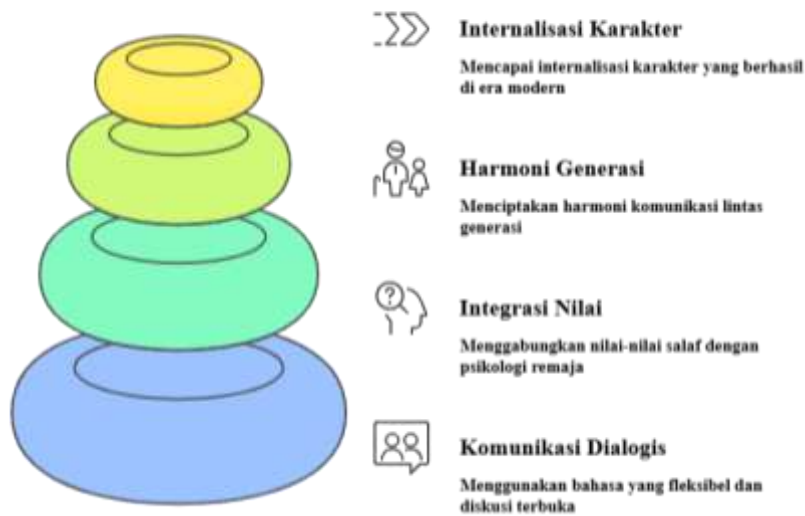 Internalisasi Karakter
Mencapai internalisasi karakter yang berhasil
di era modern
Harmoni Generasi
Menciptakan harmoni komunikasi lintas
generasi
Integrasi Nilai
Menggabungkan nilai-nilai salaf dengan
psikologi remaja
Komunikasi Dialogis
Menggunakan bahasa yang fleksibel dan
diskusi terbuka